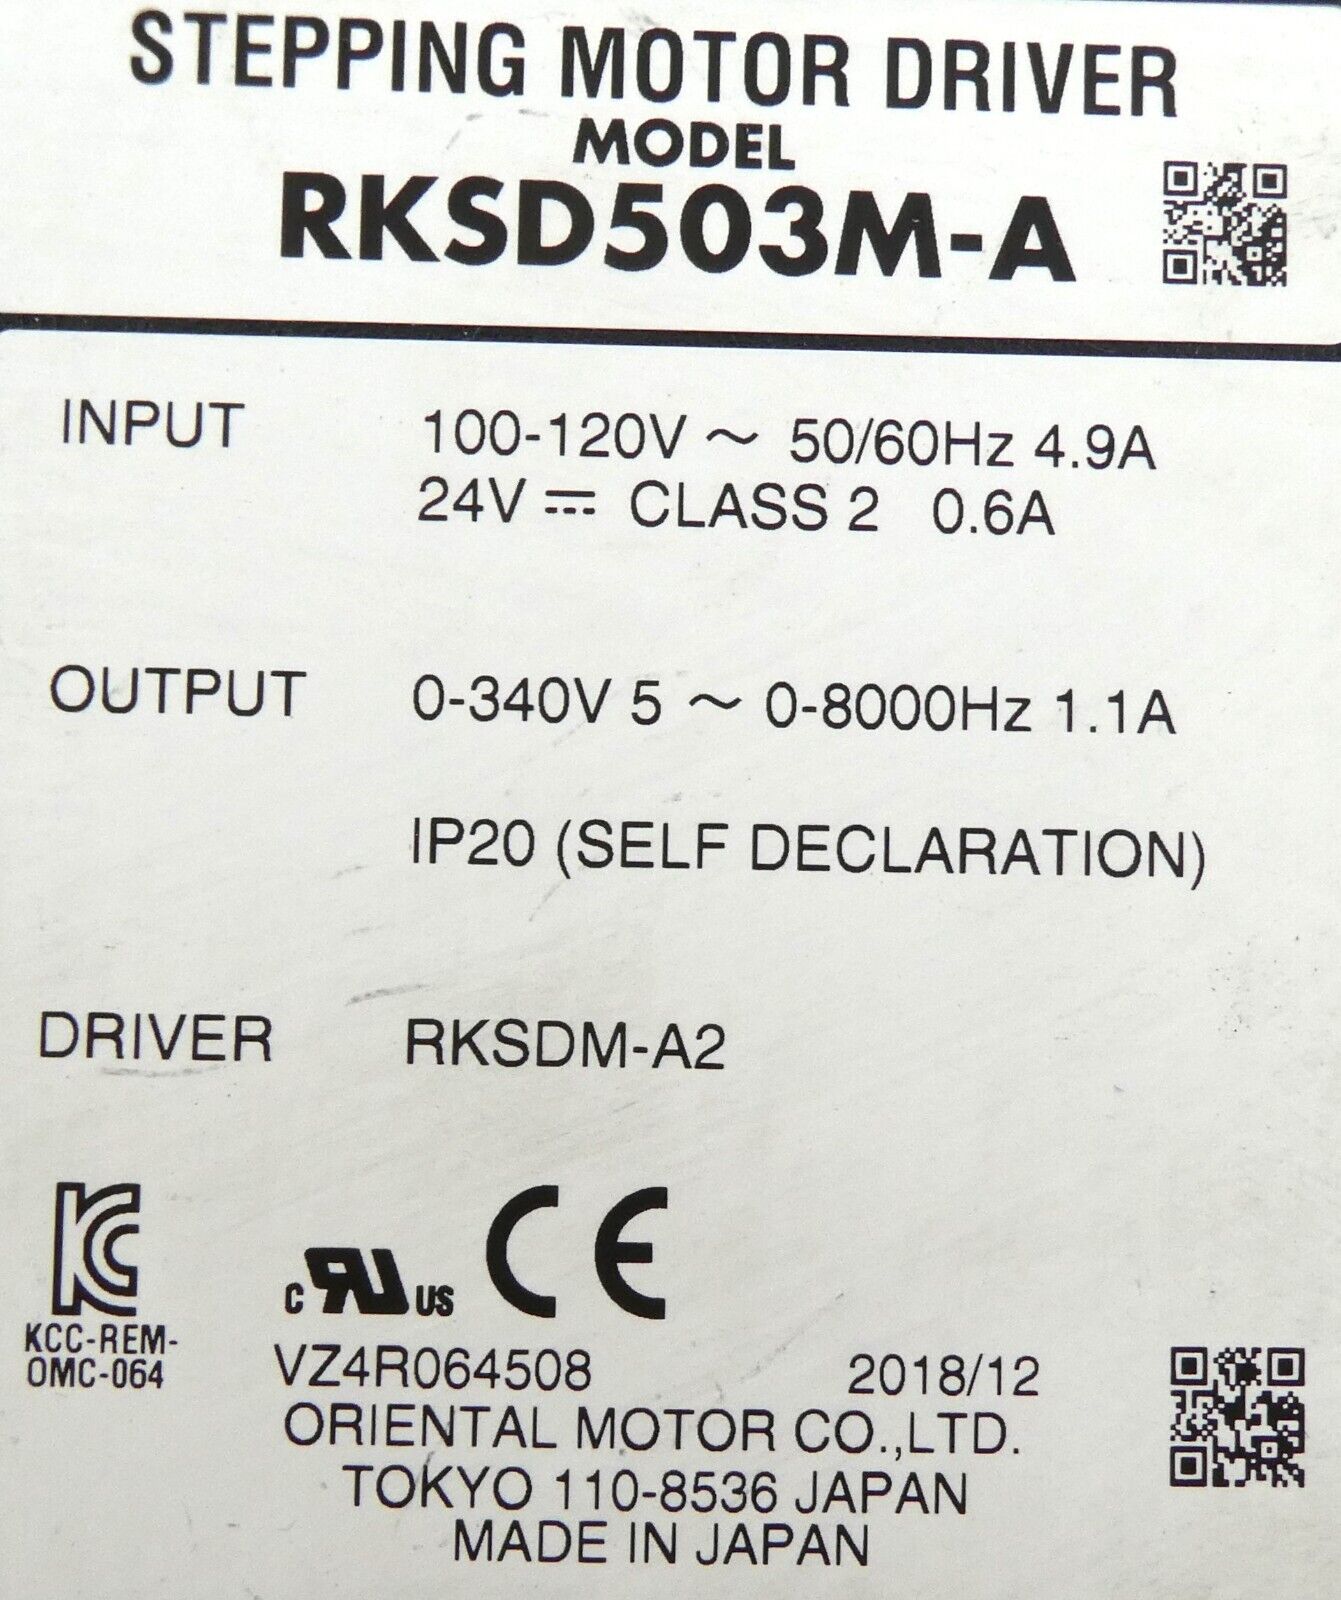 STEPPING MOTOR DRIVER
MODEL
RKSD503M-A
INPUT 100-120V ~ 50/60Hz 4.9A
24V ⎓ CLASS 2 0.6A
OUTPUT 0-340V 5 ~ 0-8000Hz 1.1A
IP20 (SELF DECLARATION)
DRIVER RKSDM-A2
KC
KCC-REM-
OMC-064
c RU US CE
VZ4R064508 2018/12
ORIENTAL MOTOR CO.,LTD.
TOKYO 110-8536 JAPAN
MADE IN JAPAN